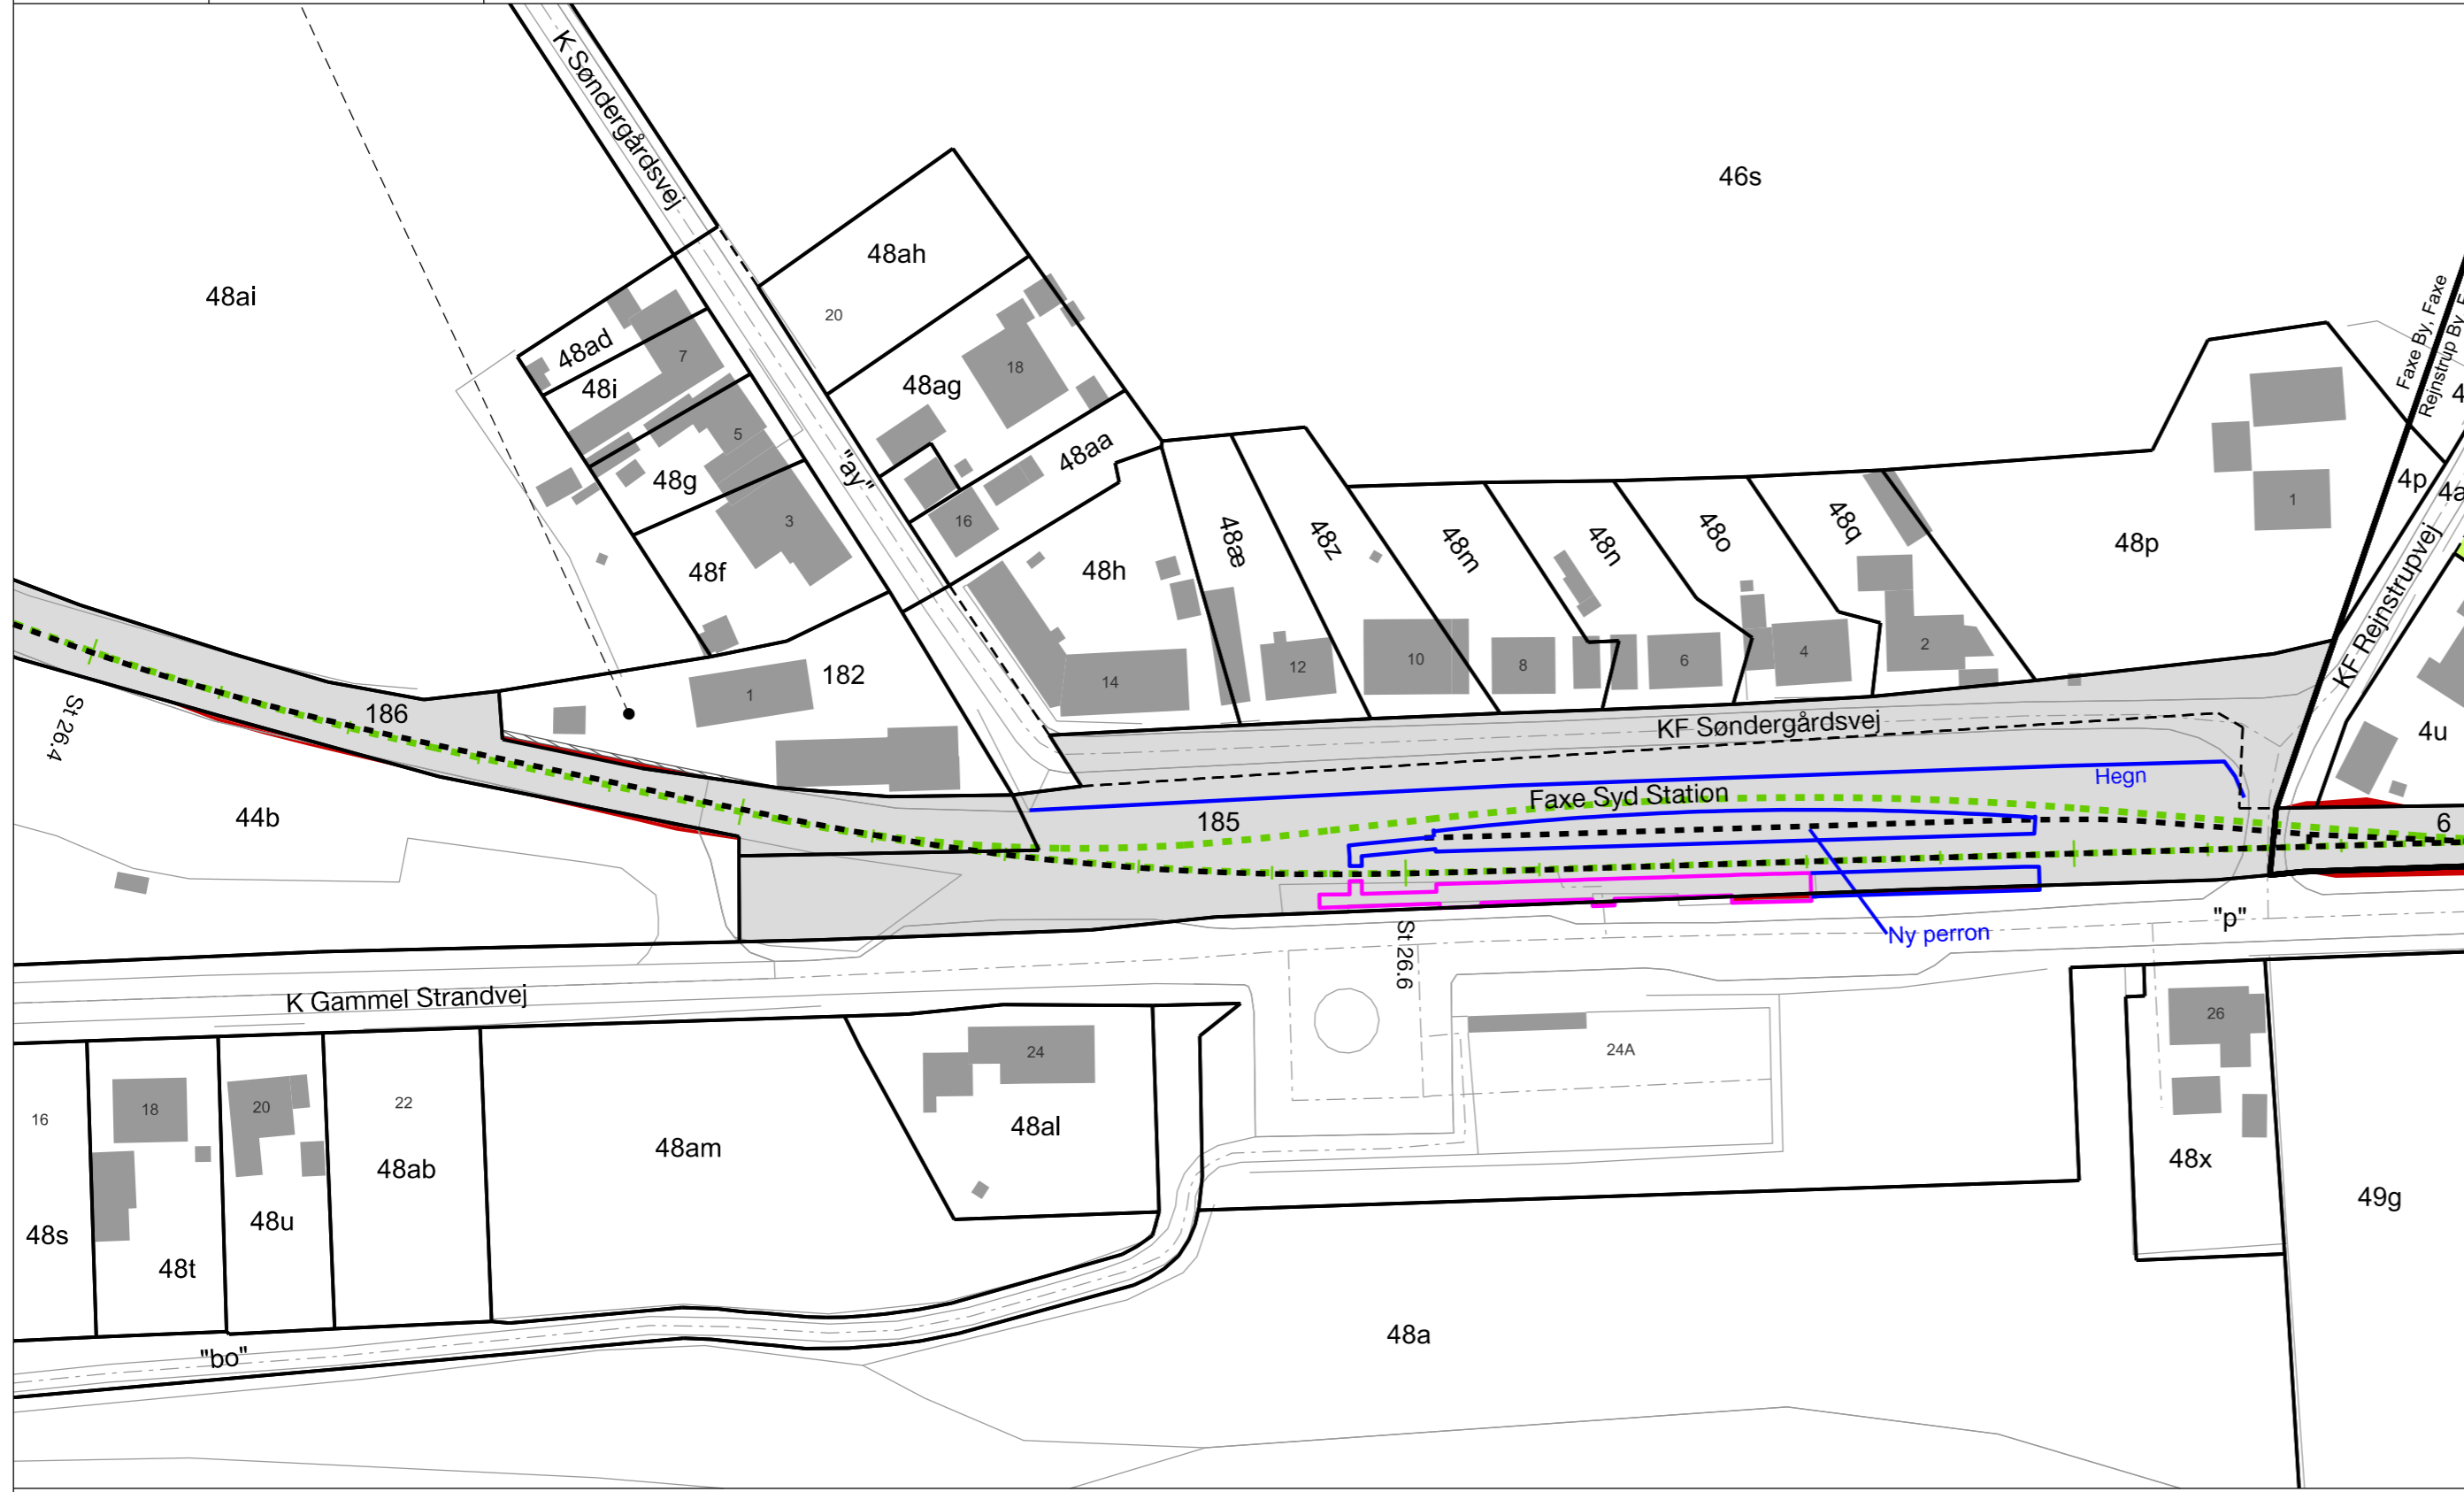 K Søndergårdsvej
46s
48ah
20
48ai
48ad
7
48i
48ag
18
5
48g
"ay"
48aa
3
48f
16
48h
48æ
48z
48m
48n
48o
48q
48p
1
4p
Faxe By, Faxe
Rejnstrup By,
KF Rejnstrupvej
4u
14
12
10
8
6
4
2
1
182
186
St 26.4
44b
KF Søndergårdsvej
Hegn
Faxe Syd Station
185
6
Ny perron
"p"
St 26.6
K Gammel Strandvej
24
24A
26
16
18
20
22
48al
48am
48ab
48x
49g
48s
48u
48t
48a
"bo"